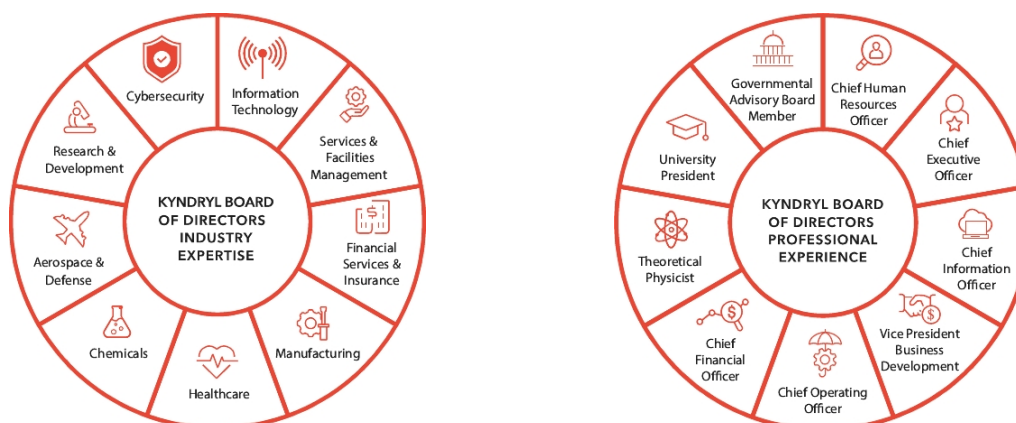 KYNDRYL BOARD
OF DIRECTORS
INDUSTRY
EXPERTISE
Cybersecurity
Information
Technology
Services &
Facilities
Management
Financial
Services &
Insurance
Manufacturing
Healthcare
Chemicals
Aerospace &
Defense
Research &
Development
KYNDRYL BOARD
OF DIRECTORS
PROFESSIONAL
EXPERIENCE
Governmental
Advisory Board
Member
Chief Human
Resources
Officer
Chief
Executive
Officer
Chief
Information
Officer
Vice President
Business
Development
Chief Operating
Officer
Chief
Financial
Officer
Theoretical
Physicist
University
President